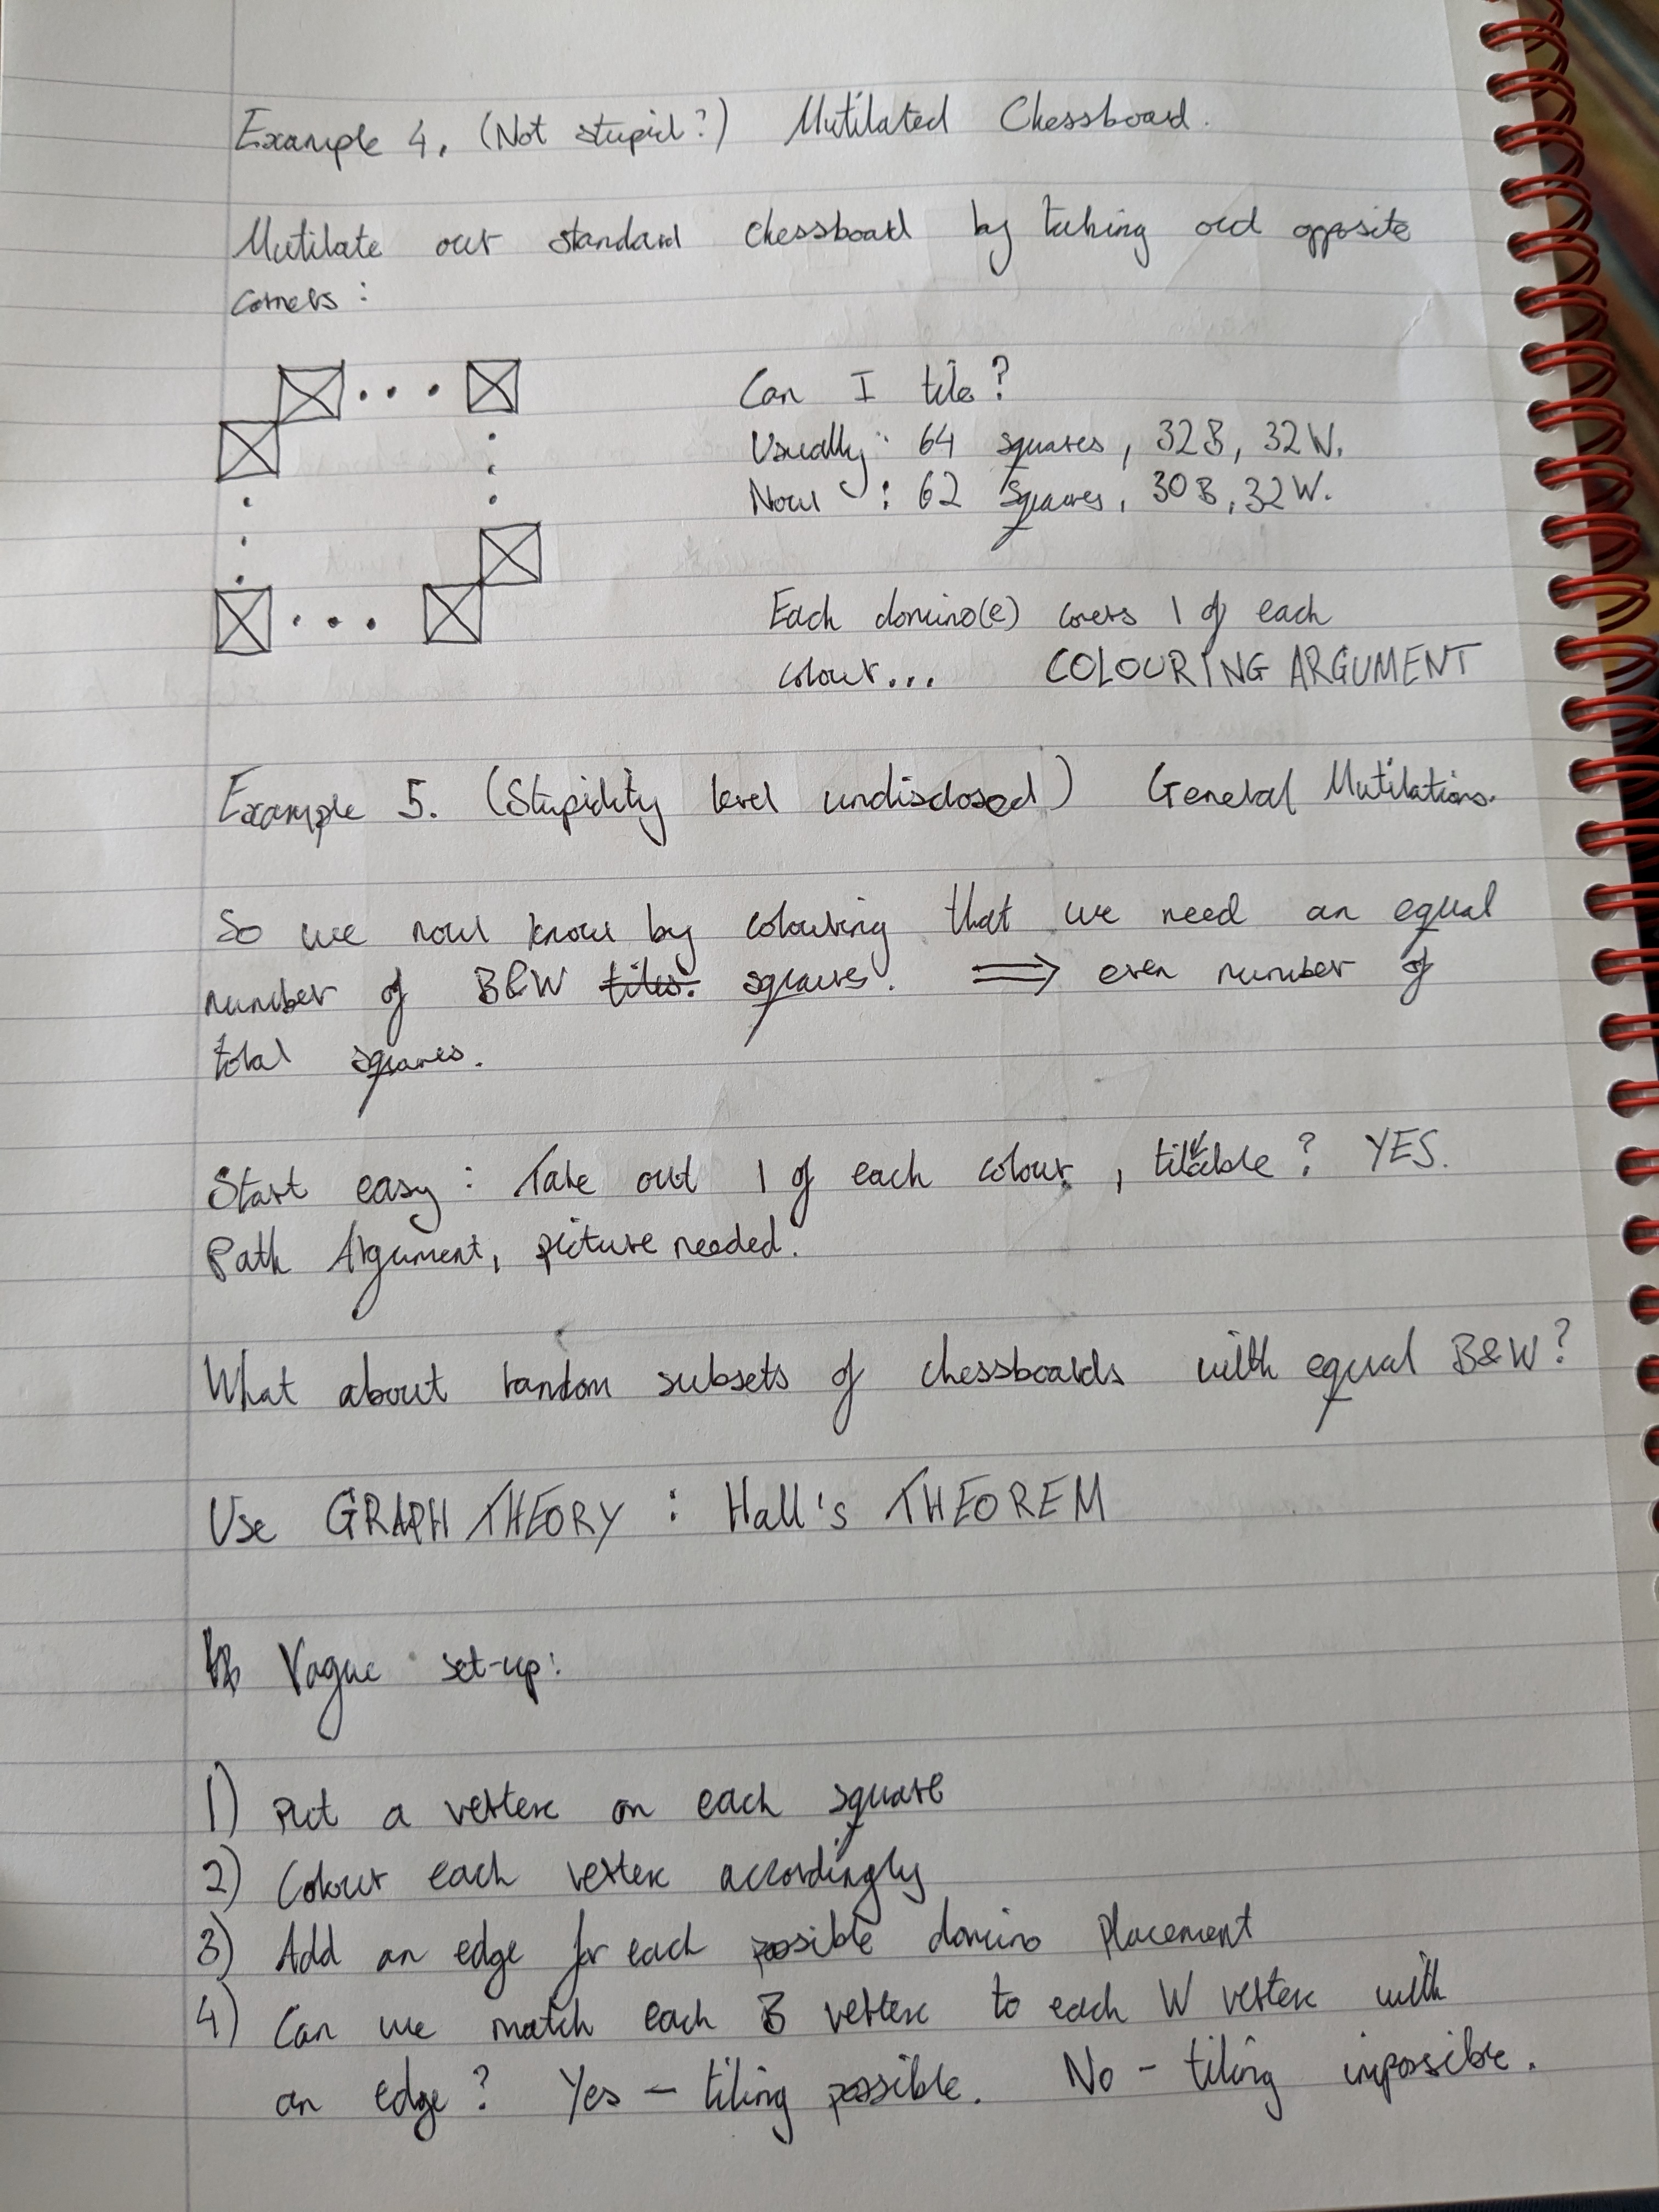 Example 4. (Not stupid?) Mutilated Chessboard.
Mutilate our standard chessboard by taking out opposite
corners:
Can I tile?
Usually: 64 squares, 32B, 32W.
Now : 62 squares, 30B, 32W.
Each domino(e) covers 1 of each
colour... COLOURING ARGUMENT
Example 5. (Stupidity level undisclosed) General Mutilations.
So we now know by colouring that we need an equal
number of B&W tiles. squares. ⟹ even number of
total squares.
Start easy: Take out 1 of each colour, tileable? YES.
Path Argument, picture needed.
What about random subsets of chessboards with equal B&W?
Use GRAPH THEORY : Hall's THEOREM
Vague set-up:
1) Put a vertex on each square
2) Colour each vertex accordingly
3) Add an edge for each possible domino placement
4) Can we match each B vertex to each W vertex with
an edge? Yes – tiling possible. No – tiling impossible.